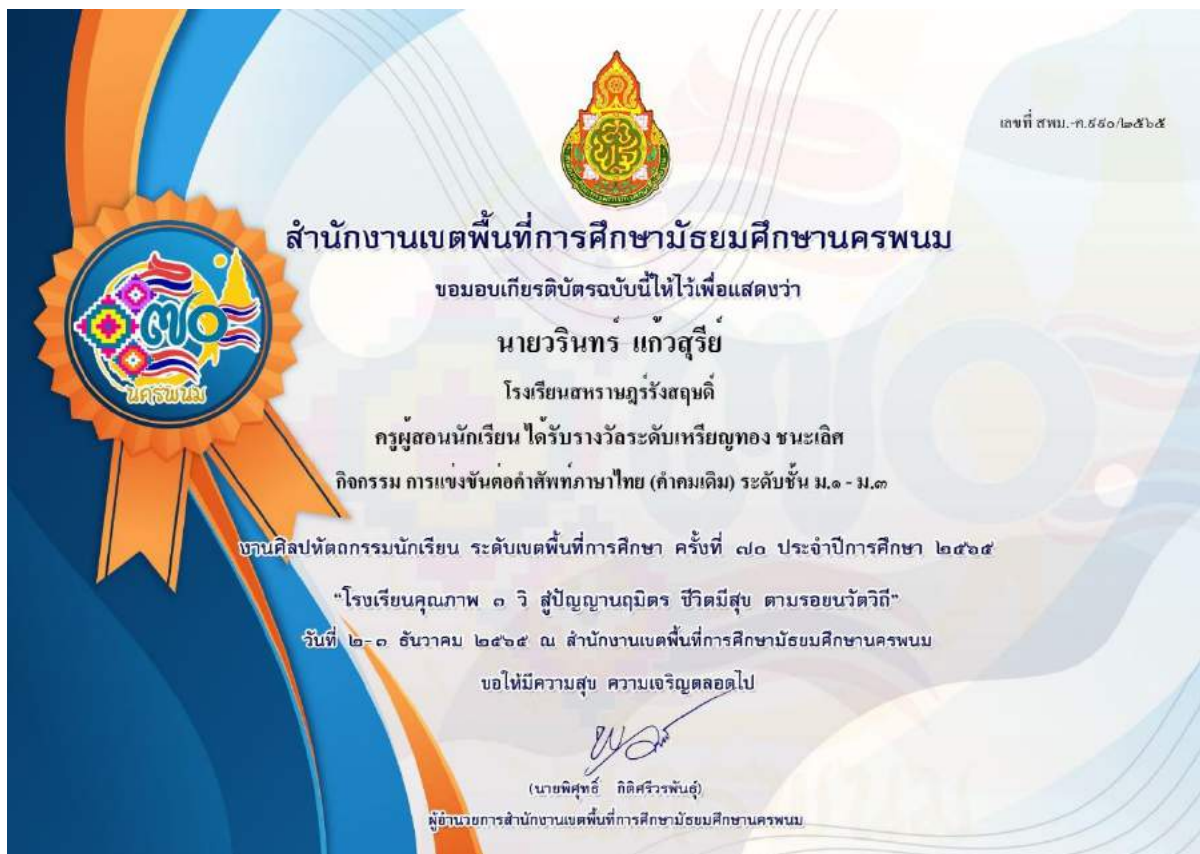 เลขที่ สพม.-ค.๔๔๐/๒๕๖๕
สำนักงานเขตพื้นที่การศึกษามัธยมศึกษานครพนม
ขอมอบเกียรติบัตรฉบับนี้ให้ไว้เพื่อแสดงว่า
นายวรินทร์ แก้วสุรีย์
โรงเรียนสหราษฎร์รังสฤษดิ์
ครูผู้สอนนักเรียน ได้รับรางวัลระดับเหรียญทอง ชนะเลิศ
กิจกรรม การแข่งขันต่อคำศัพท์ภาษาไทย (คำคมเดิม) ระดับชั้น ม.๑ - ม.๓
งานศิลปหัตถกรรมนักเรียน ระดับเขตพื้นที่การศึกษา ครั้งที่ ๗๐ ประจำปีการศึกษา ๒๕๖๕
“โรงเรียนคุณภาพ ๓ วิ สู่ปัญญานฤมิตร ชีวิตมีสุข ตามรอยนวัตวิถี”
วันที่ ๒-๓ ธันวาคม ๒๕๖๕ ณ สำนักงานเขตพื้นที่การศึกษามัธยมศึกษานครพนม
ขอให้มีความสุข ความเจริญตลอดไป
(นายพิศุทธิ์ กิติศรีวรพันธุ์)
ผู้อำนวยการสำนักงานเขตพื้นที่การศึกษามัธยมศึกษานครพนม
๗๐
นครพนม